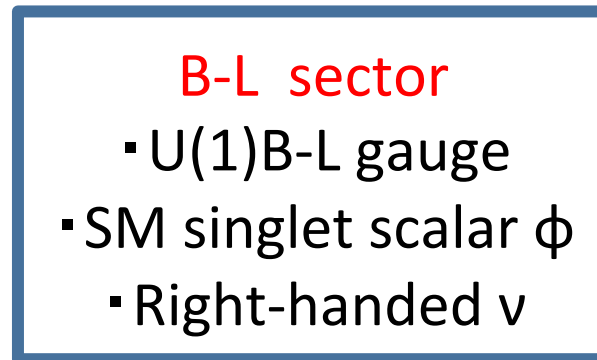 B-L sector
▪U(1)B-L gauge
▪SM singlet scalar ϕ
▪Right-handed ν